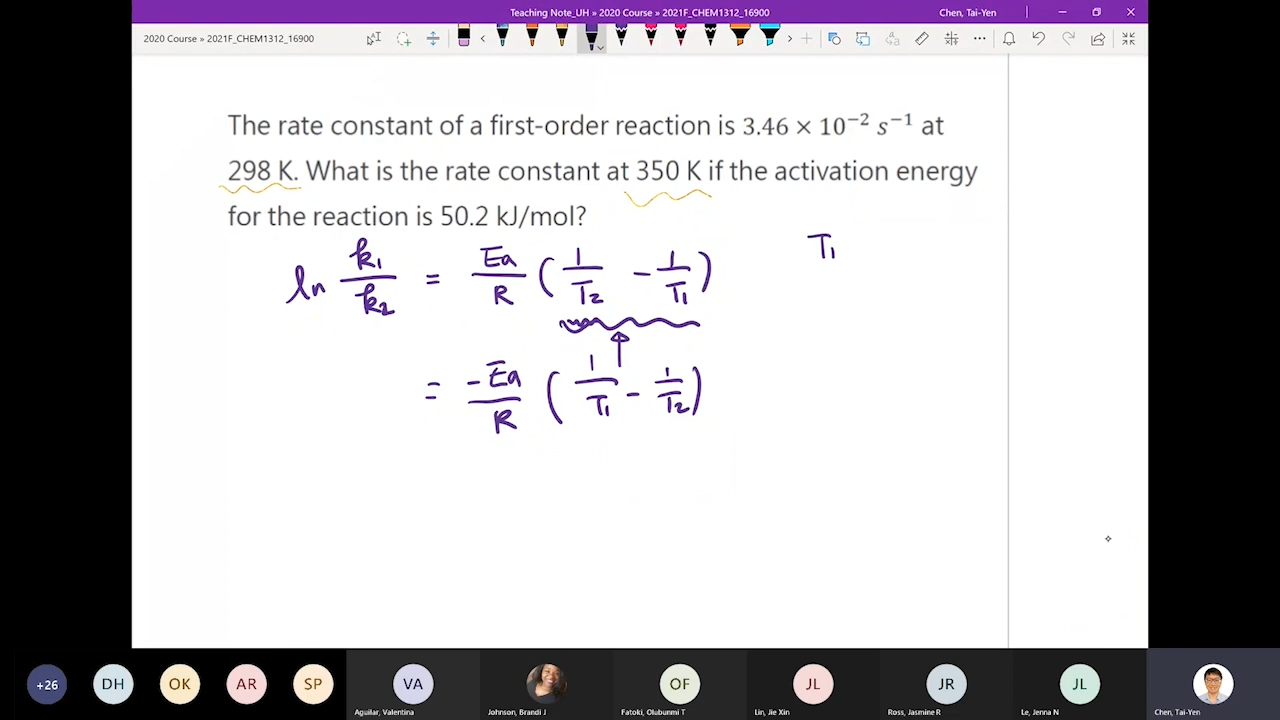 Teaching_Note_UH » 2020 Course » 2021F_CHEM1312_16900
Chen, Tai-Yen
2020 Course » 2021F_CHEM1312_16900
The rate constant of a first-order reaction is 3.46 × 10⁻² s⁻¹ at
298 K. What is the rate constant at 350 K if the activation energy
for the reaction is 50.2 kJ/mol?
T₁
ln k₁/k₂ = Ea/R (1/T₂ - 1/T₁)
= -Ea/R (1/T₁ - 1/T₂)
+26 DH OK AR SP VA OF JL JR JL
Aguilar, Valentina Johnson, Brandi J Fatoki, Olubunmi T Lin, Jie Xin Ross, Jasmine R Le, Jenna N Chen, Tai-Yen